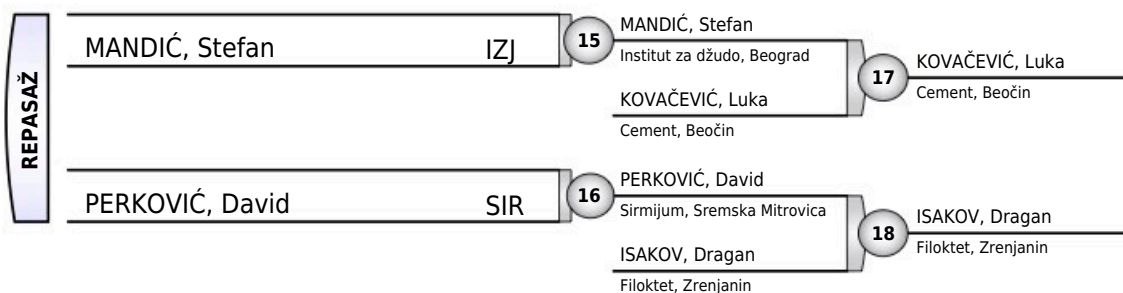 REPASAŽ
MANDIĆ, Stefan IZJ
15
MANDIĆ, Stefan
Institut za džudo, Beograd
KOVAČEVIĆ, Luka
Cement, Beočin
17
KOVAČEVIĆ, Luka
Cement, Beočin
PERKOVIĆ, David SIR
16
PERKOVIĆ, David
Sirmijum, Sremska Mitrovica
ISAKOV, Dragan
Filoktet, Zrenjanin
18
ISAKOV, Dragan
Filoktet, Zrenjanin